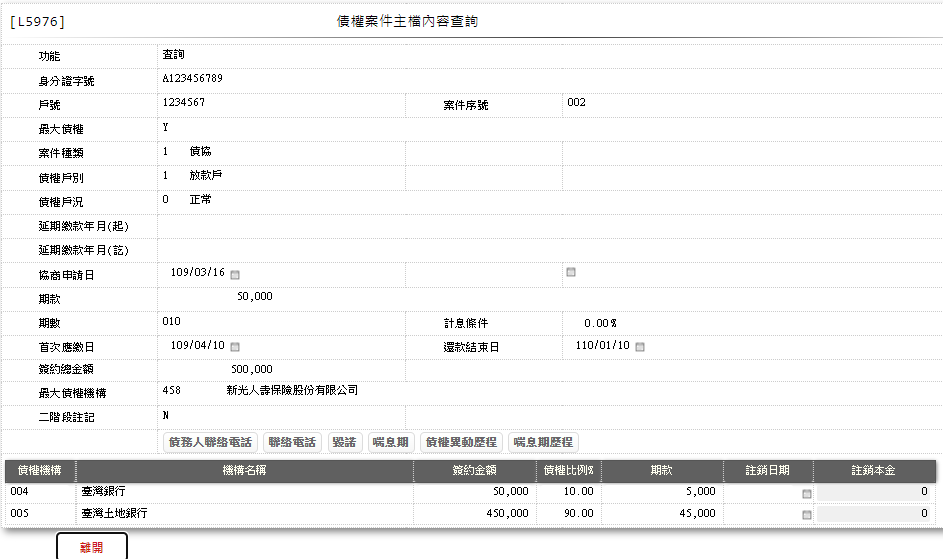 [L5976] 債權案件主檔內容查詢
功能 查詢
身分證字號 A123456789
戶號 1234567 案件序號 002
最大債權 Y
案件種類 1 債協
債權戶別 1 放款戶
債權戶況 0 正常
延期繳款年月(起)
延期繳款年月(訖)
協商申請日 109/03/16
期款 50,000
期數 010 計息條件 0.00%
首次應繳日 109/04/10 還款結束日 110/01/10
簽約總金額 500,000
最大債權機構 458 新光人壽保險股份有限公司
二階段註記 N
債務人聯絡電話 聯絡電話 毀諾 喘息期 債權異動歷程 喘息期歷程
債權機構 機構名稱 簽約金額 債權比例% 期款 註銷日期 註銷本金
004 臺灣銀行 50,000 10.00 5,000 0
005 臺灣土地銀行 450,000 90.00 45,000 0
離開